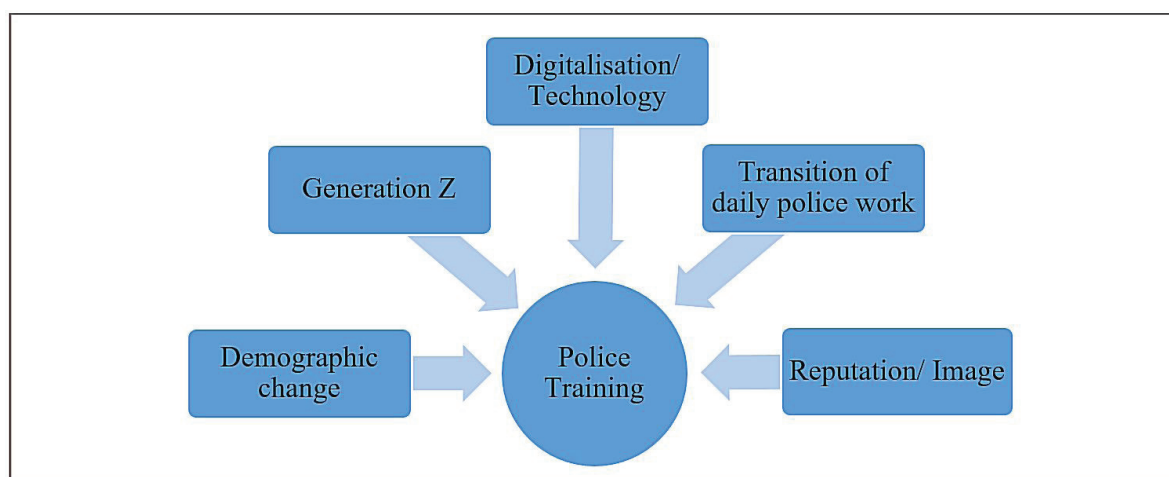 Digitalisation/
Technology
Generation Z
Transition of
daily police work
Demographic
change
Police
Training
Reputation/ Image